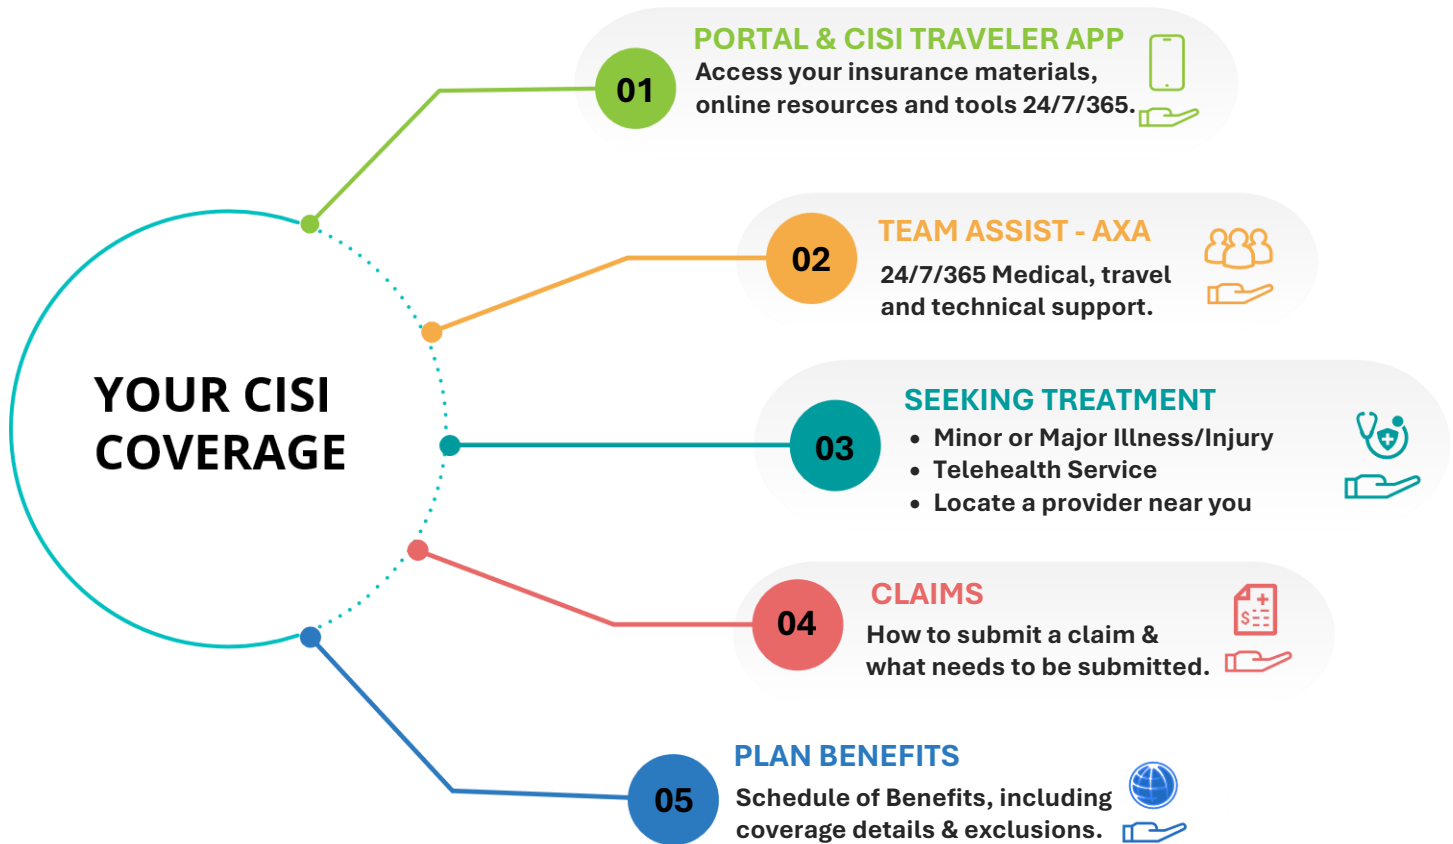 YOUR CISI
COVERAGE
01
PORTAL & CISI TRAVELER APP
Access your insurance materials,
online resources and tools 24/7/365.
02
TEAM ASSIST - AXA
24/7/365 Medical, travel
and technical support.
03
SEEKING TREATMENT
• Minor or Major Illness/Injury
• Telehealth Service
• Locate a provider near you
04
CLAIMS
How to submit a claim &
what needs to be submitted.
05
PLAN BENEFITS
Schedule of Benefits, including
coverage details & exclusions.